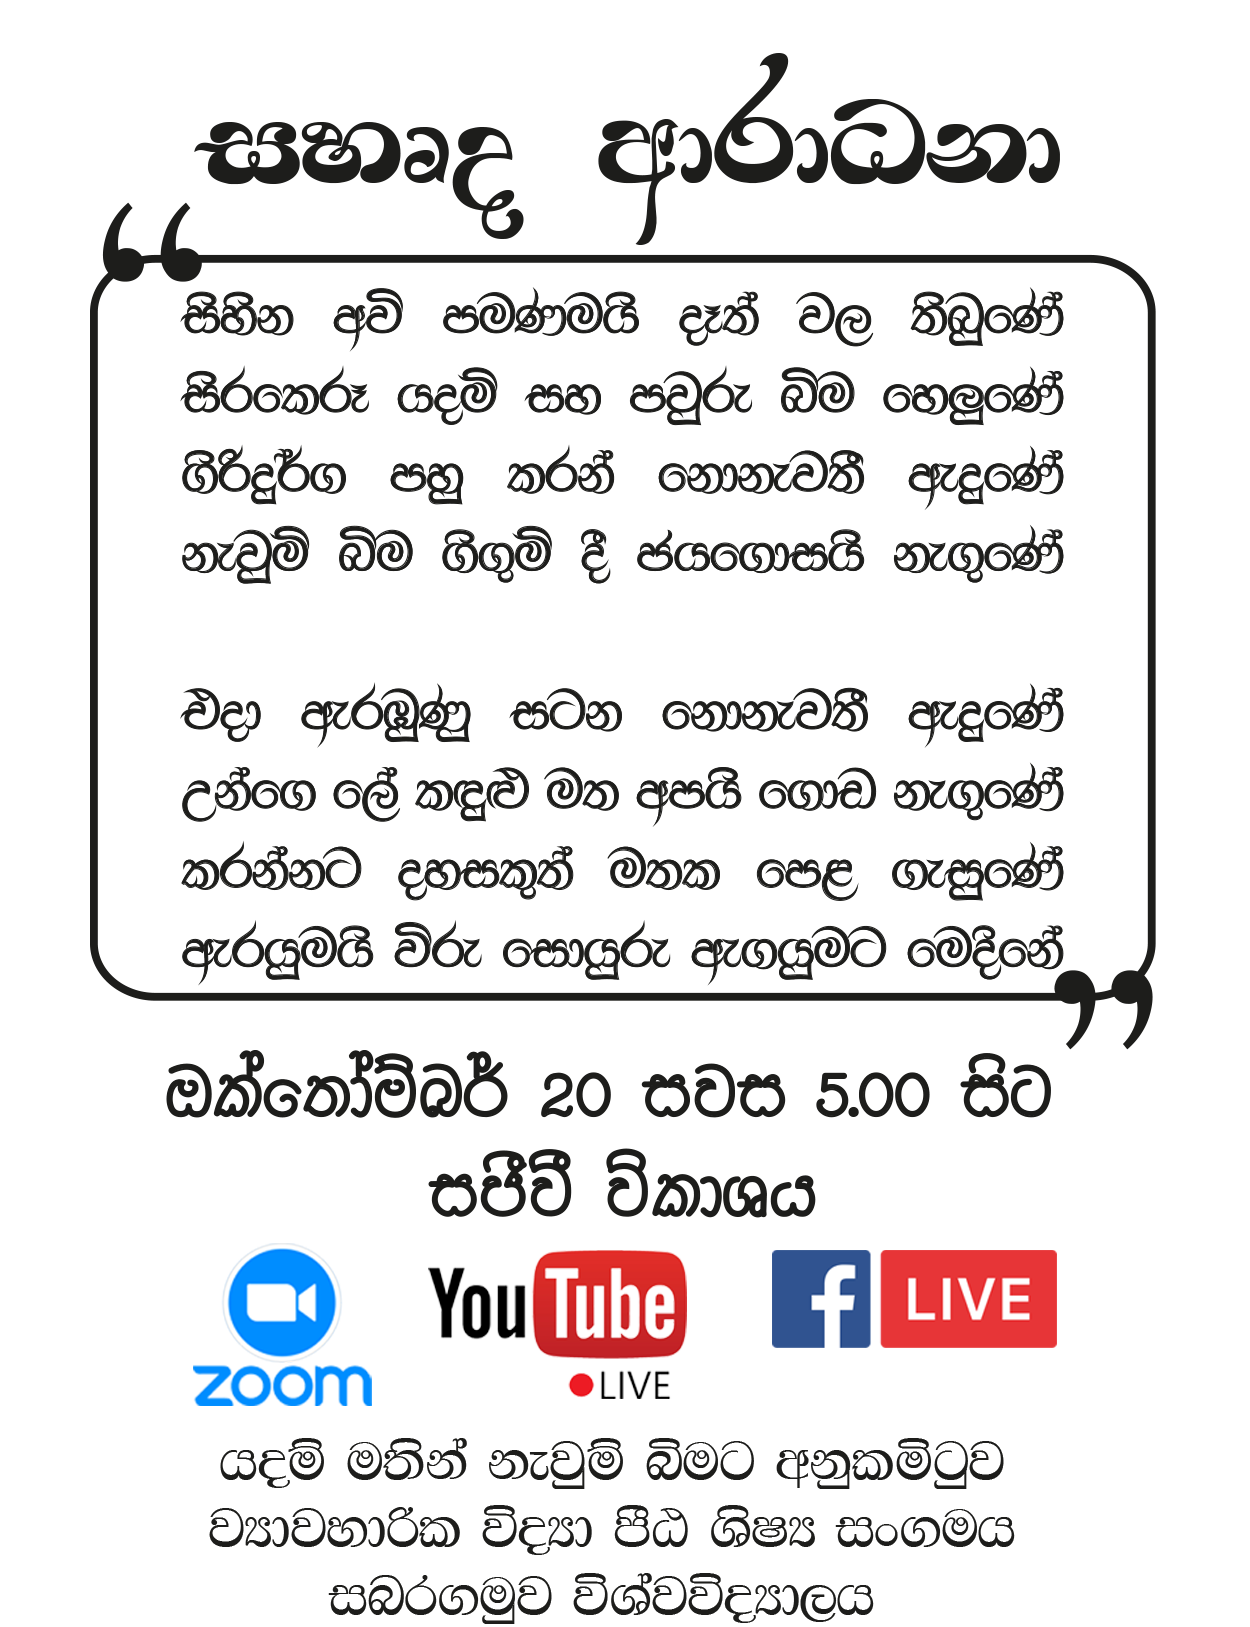 සහෘද ආරාධනා
“
සිහින අවි පමණමයි දෑත් වල තිබුණේ
සිරකෙරූ යදම් සහ පවුරු බිම හෙළුණේ
ගිරිදුර්ග පහු කරන් නොනැවතී ඇදුණේ
නැවුම් බිම ගිගුම් දී ජයගොසයි නැගුණේ
එදා ඇරඹුණු සටන නොනැවතී ඇදුණේ
උන්ගෙ ලේ කඳුළු මත අපයි ගොඩ නැගුණේ
කරන්නට දහසකුත් මතක පෙළ ගැසුණේ
ඇරයුමයි විරු සොයුරු ඇගයුමට මෙදිනේ
”
ඔක්තෝම්බර් 20 සවස 5.00 සිට
සජීවී විකාශය
zoom YouTube f LIVE
LIVE
යදම් මතින් නැවුම් බිමට අනුකමිටුව
ව්‍යාවහාරික විද්‍යා පීඨ ශිෂ්‍ය සංගමය
සබරගමුව විශ්වවිද්‍යාලය